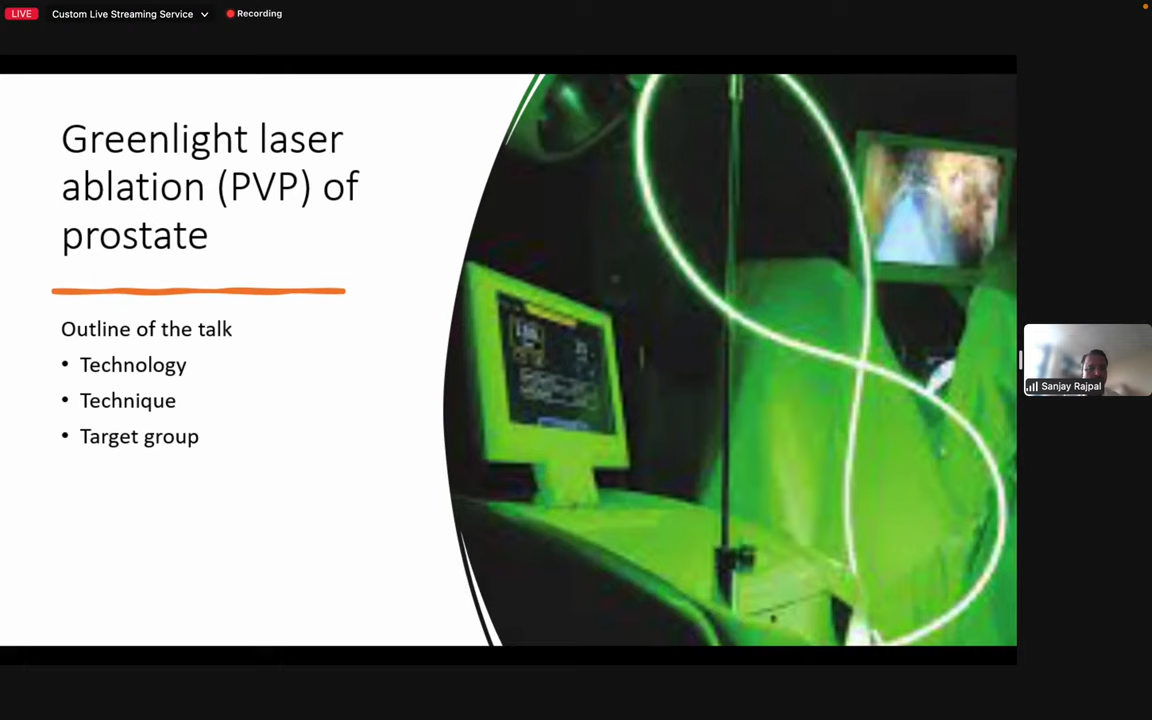 LIVE Custom Live Streaming Service Recording
Greenlight laser
ablation (PVP) of
prostate
Outline of the talk
• Technology
• Technique
• Target group
Sanjay Rajpal